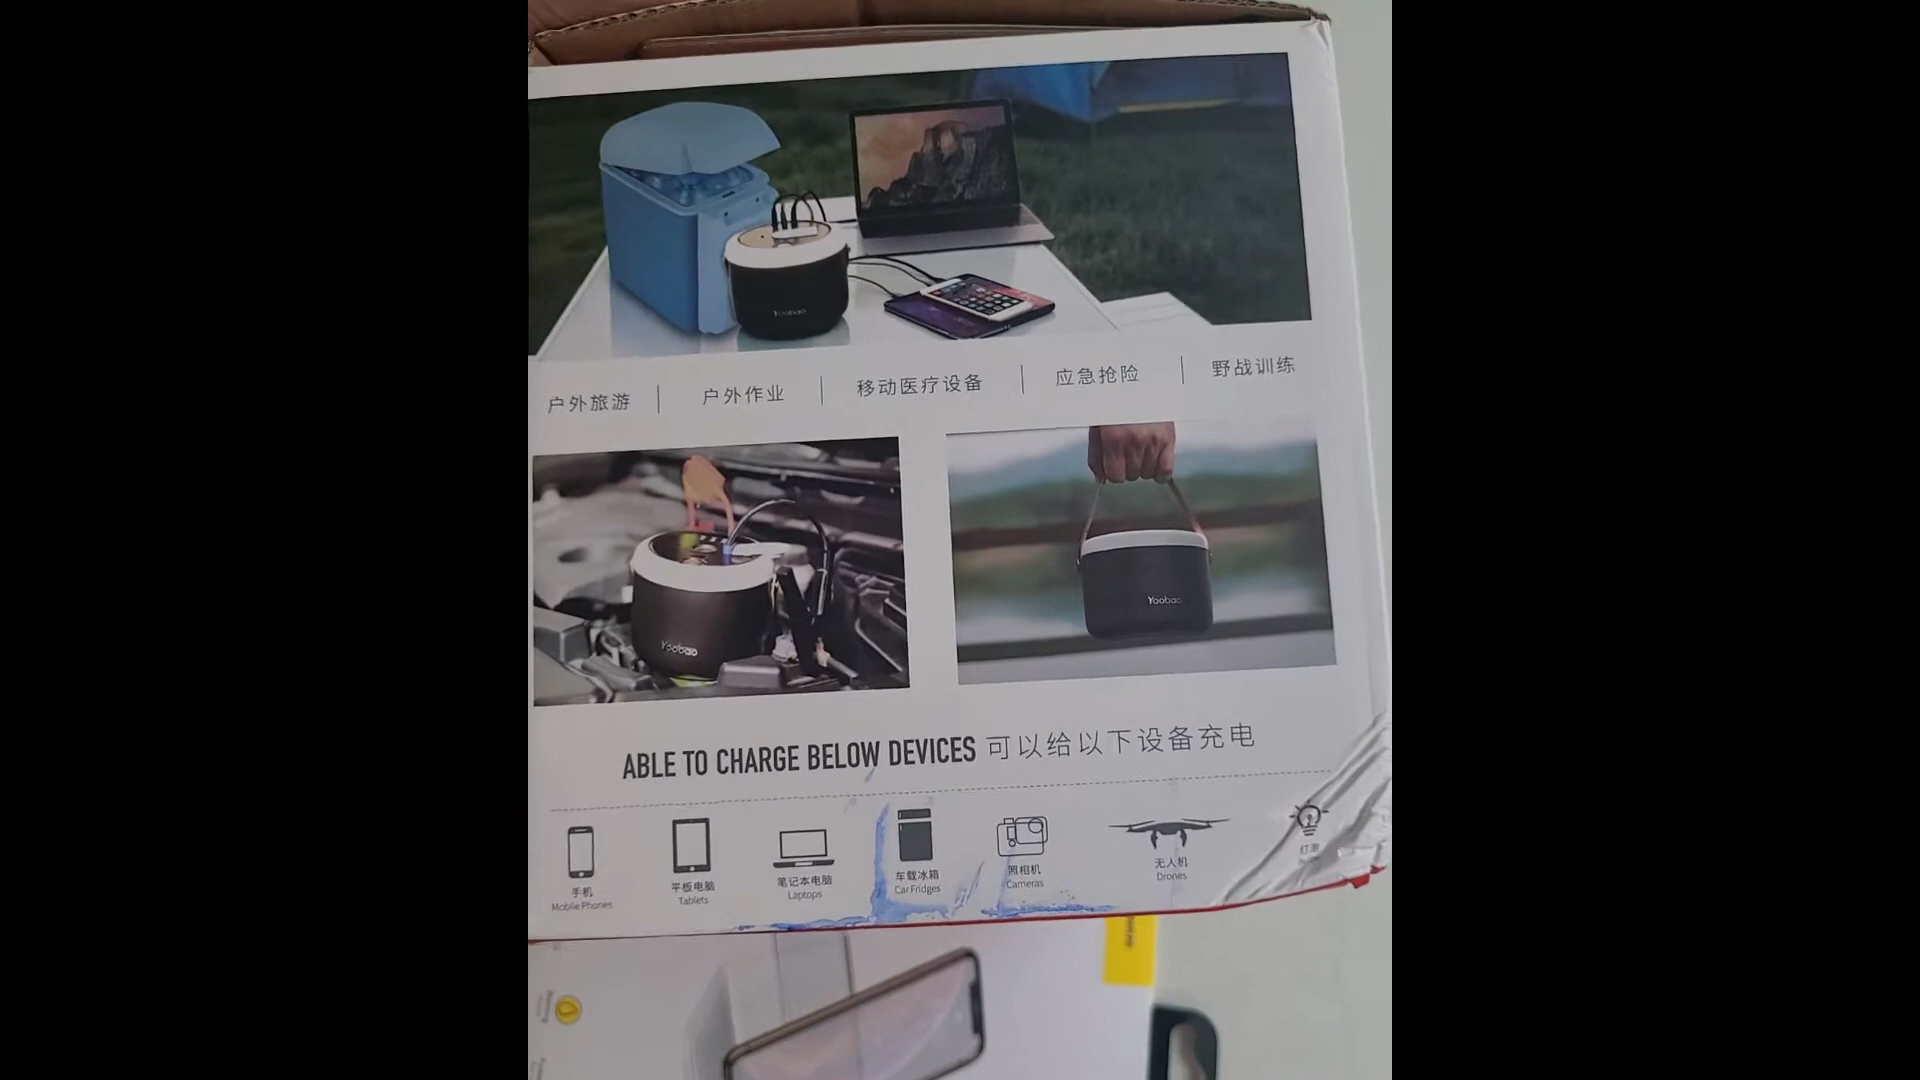 Yoobao
户外旅游 | 户外作业 | 移动医疗设备 | 应急抢险 | 野战训练
Yoobao
Yoobao
ABLE TO CHARGE BELOW DEVICES 可以给以下设备充电
手机 平板电脑 笔记本电脑 车载冰箱 照相机 无人机 灯泡
Mobile Phones Tablets Laptops Car Fridges Cameras Drones